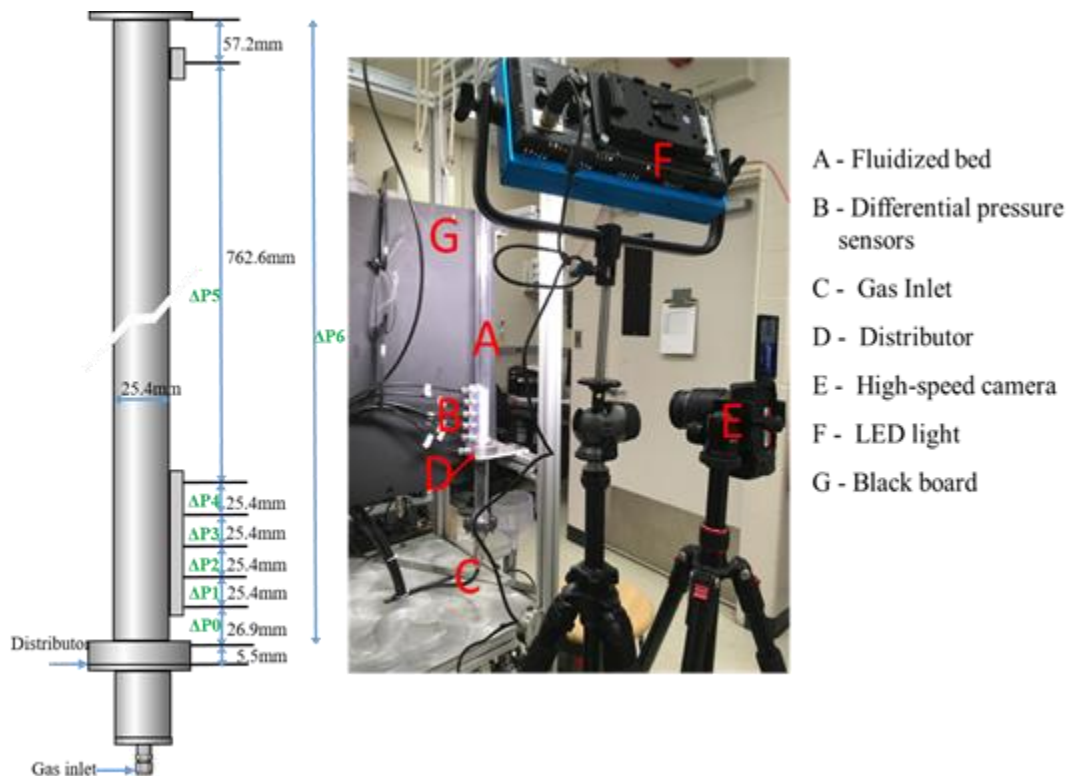 57.2mm
762.6mm
ΔP5
ΔP6
25.4mm
ΔP4 25.4mm
ΔP3 25.4mm
ΔP2 25.4mm
ΔP1 25.4mm
ΔP0 26.9mm
Distributor
5.5mm
Gas inlet
F
G
A
B
E
D
C
A - Fluidized bed
B - Differential pressure
sensors
C - Gas Inlet
D - Distributor
E - High-speed camera
F - LED light
G - Black board